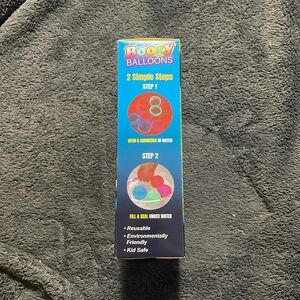 BALLOONS
2 Simple Steps
STEP 1
OPEN & SUBMERGE IN WATER
STEP 2
FILL & SEAL UNDER WATER
• Reusable
• Environmentally
Friendly
• Kid Safe